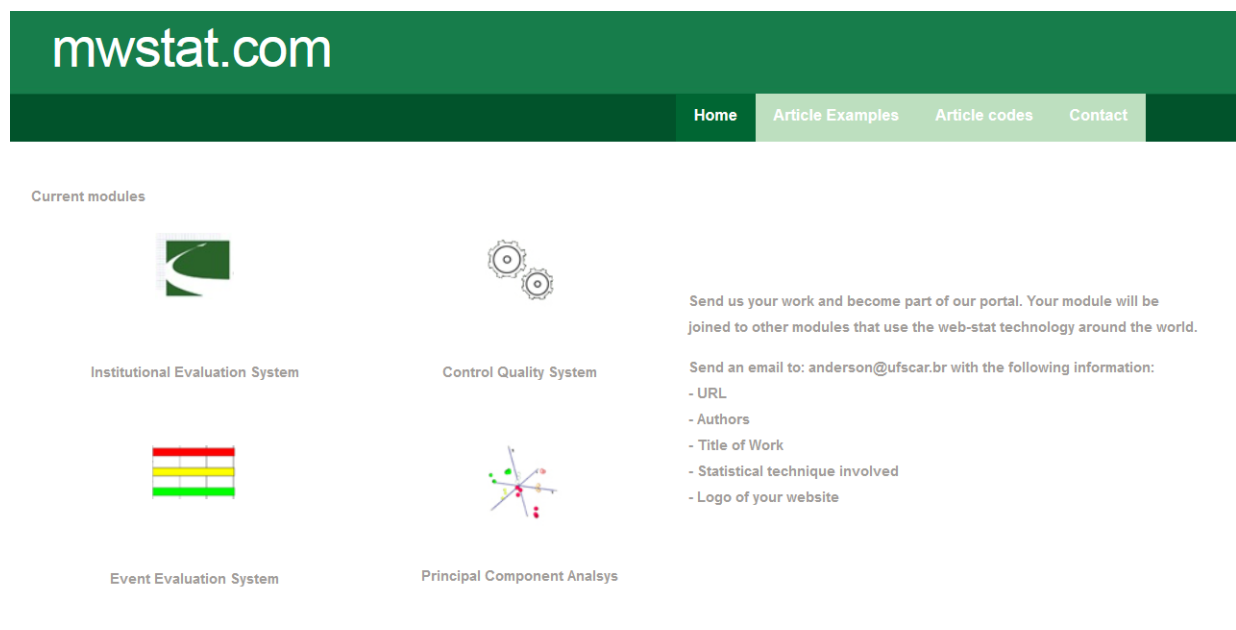 mwstat.com
Home Article Examples Article codes Contact
Current modules
Institutional Evaluation System
Control Quality System
Event Evaluation System
Principal Component Analsys
Send us your work and become part of our portal. Your module will be
joined to other modules that use the web-stat technology around the world.
Send an email to: anderson@ufscar.br with the following information:
- URL
- Authors
- Title of Work
- Statistical technique involved
- Logo of your website